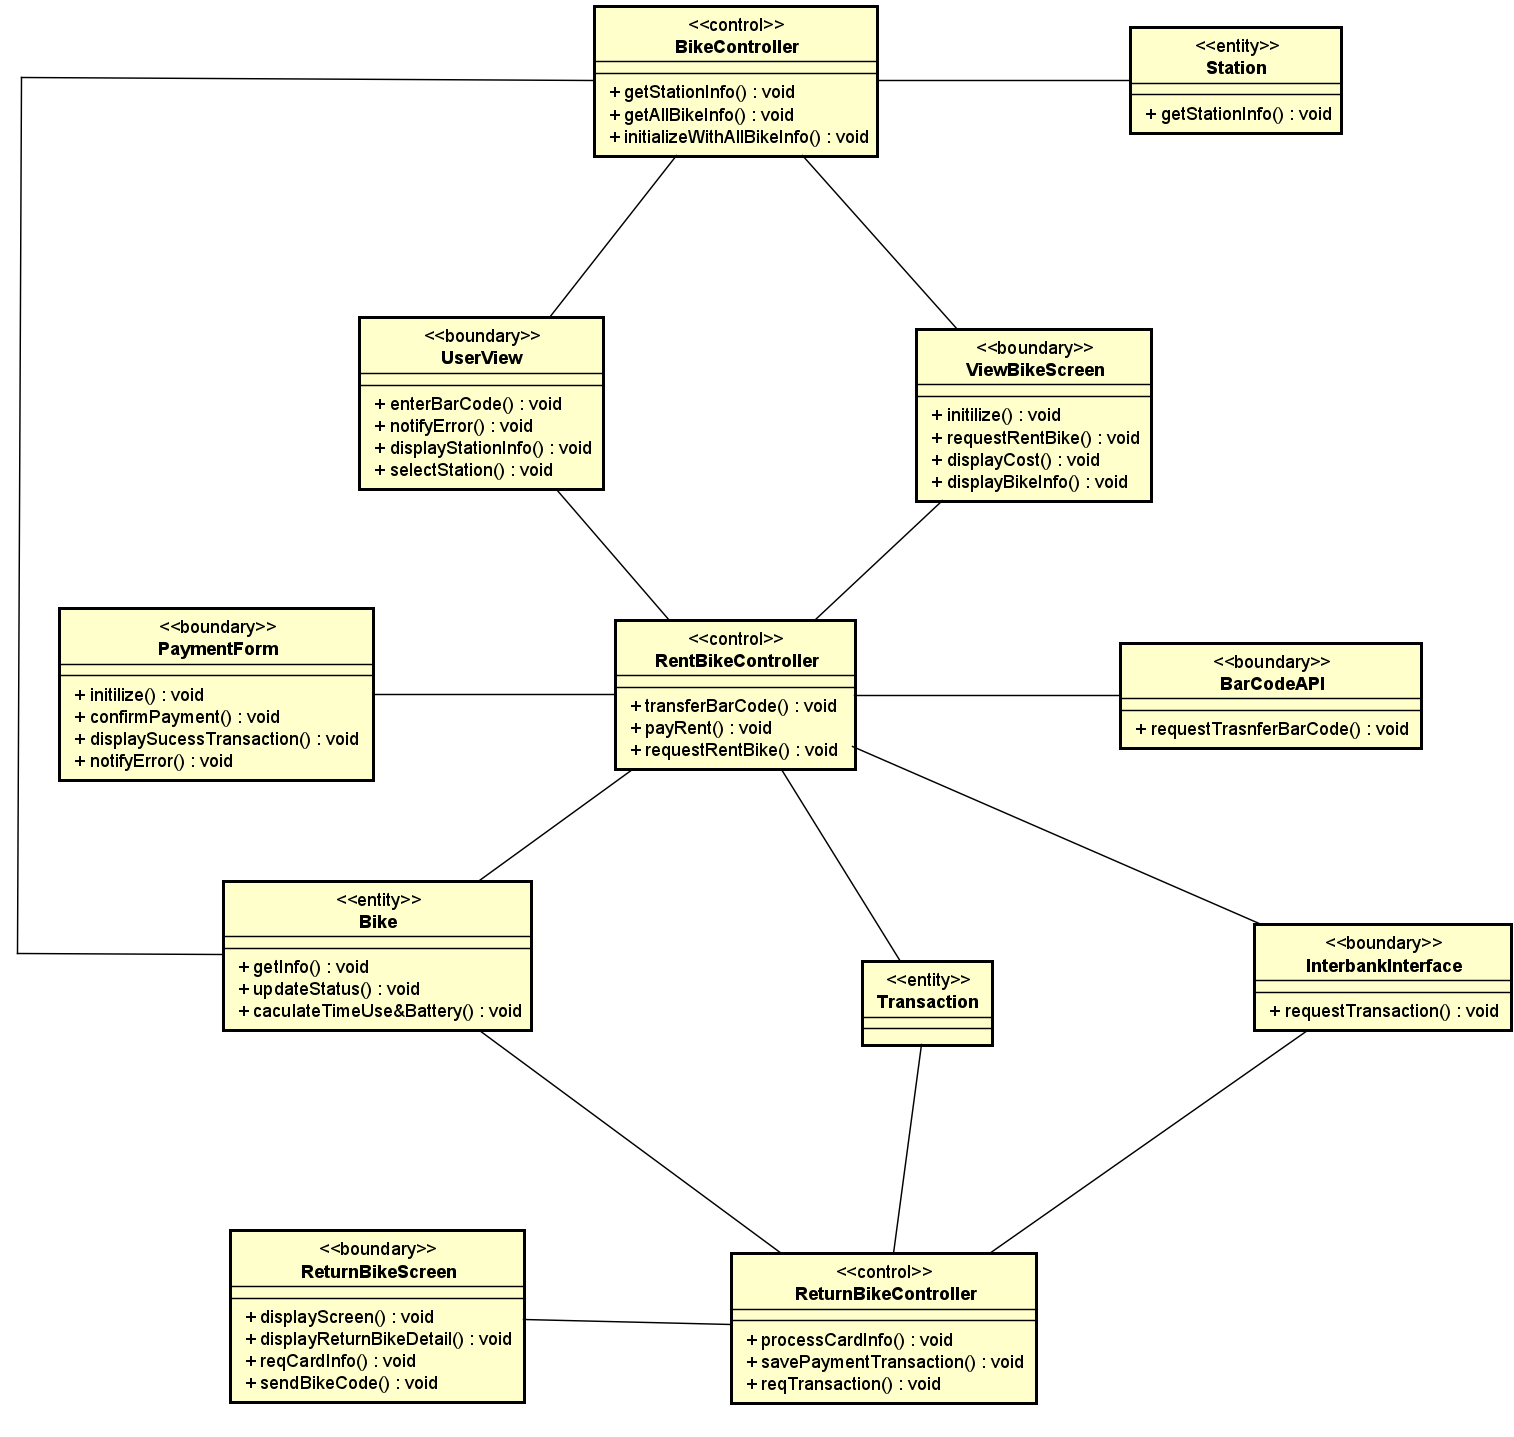 <<control>>
BikeController
+ getStationInfo() : void
+ getAllBikeInfo() : void
+ initializeWithAllBikeInfo() : void
<<entity>>
Station
+ getStationInfo() : void
<<boundary>>
UserView
+ enterBarCode() : void
+ notifyError() : void
+ displayStationInfo() : void
+ selectStation() : void
<<boundary>>
ViewBikeScreen
+ initilize() : void
+ requestRentBike() : void
+ displayCost() : void
+ displayBikeInfo() : void
<<boundary>>
PaymentForm
+ initilize() : void
+ confirmPayment() : void
+ displaySucessTransaction() : void
+ notifyError() : void
<<control>>
RentBikeController
+ transferBarCode() : void
+ payRent() : void
+ requestRentBike() : void
<<boundary>>
BarCodeAPI
+ requestTrasnferBarCode() : void
<<entity>>
Bike
+ getInfo() : void
+ updateStatus() : void
+ caculateTimeUse&Battery() : void
<<entity>>
Transaction
<<boundary>>
InterbankInterface
+ requestTransaction() : void
<<boundary>>
ReturnBikeScreen
+ displayScreen() : void
+ displayReturnBikeDetail() : void
+ reqCardInfo() : void
+ sendBikeCode() : void
<<control>>
ReturnBikeController
+ processCardInfo() : void
+ savePaymentTransaction() : void
+ reqTransaction() : void